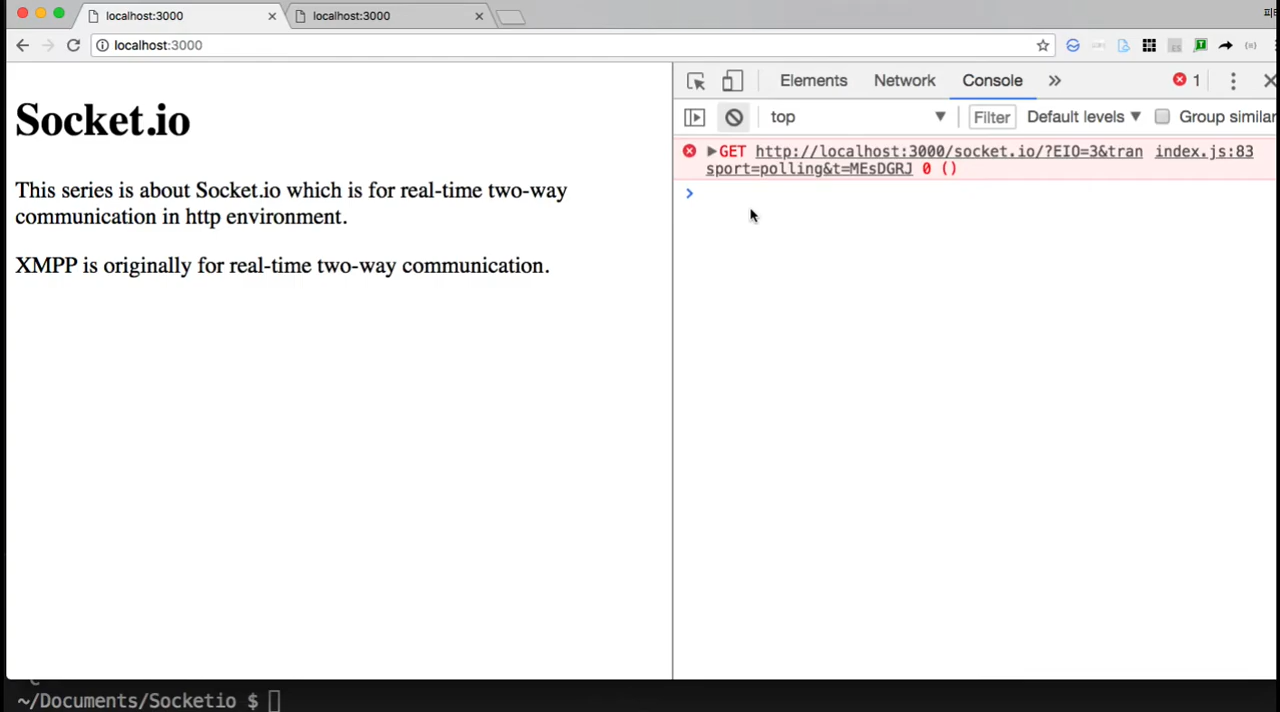 localhost:3000
localhost:3000
localhost:3000
Elements
Network
Console
1
top
Filter
Default levels
Group similar
GET http://localhost:3000/socket.io/?EIO=3&tran
index.js:83
sport=polling&t=MEsDGRJ 0 ()
Socket.io
This series is about Socket.io which is for real-time two-way
communication in http environment.
XMPP is originally for real-time two-way communication.
~/Documents/Socketio $